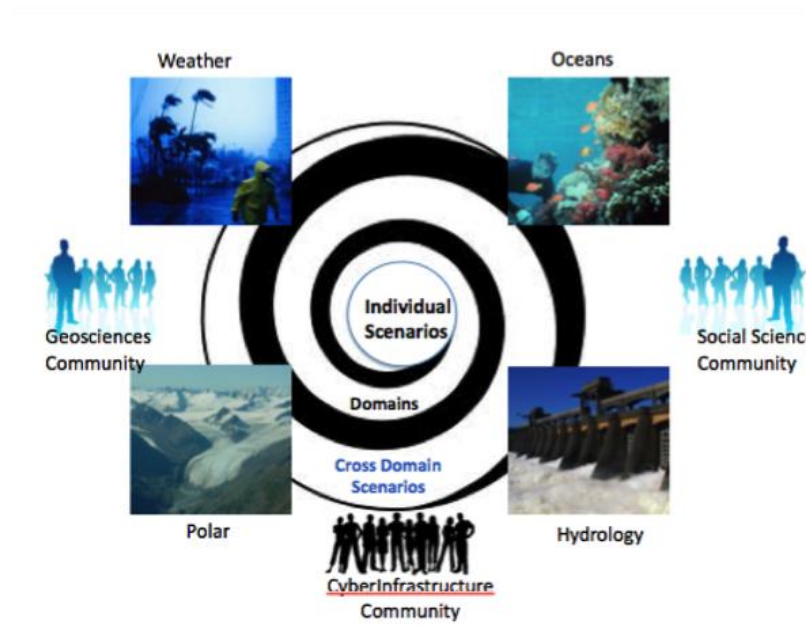 Weather
Oceans
Individual
Scenarios
Geosciences
Community
Social Scienc
Community
Domains
Cross Domain
Scenarios
Polar
Hydrology
CyberInfrastructure
Community